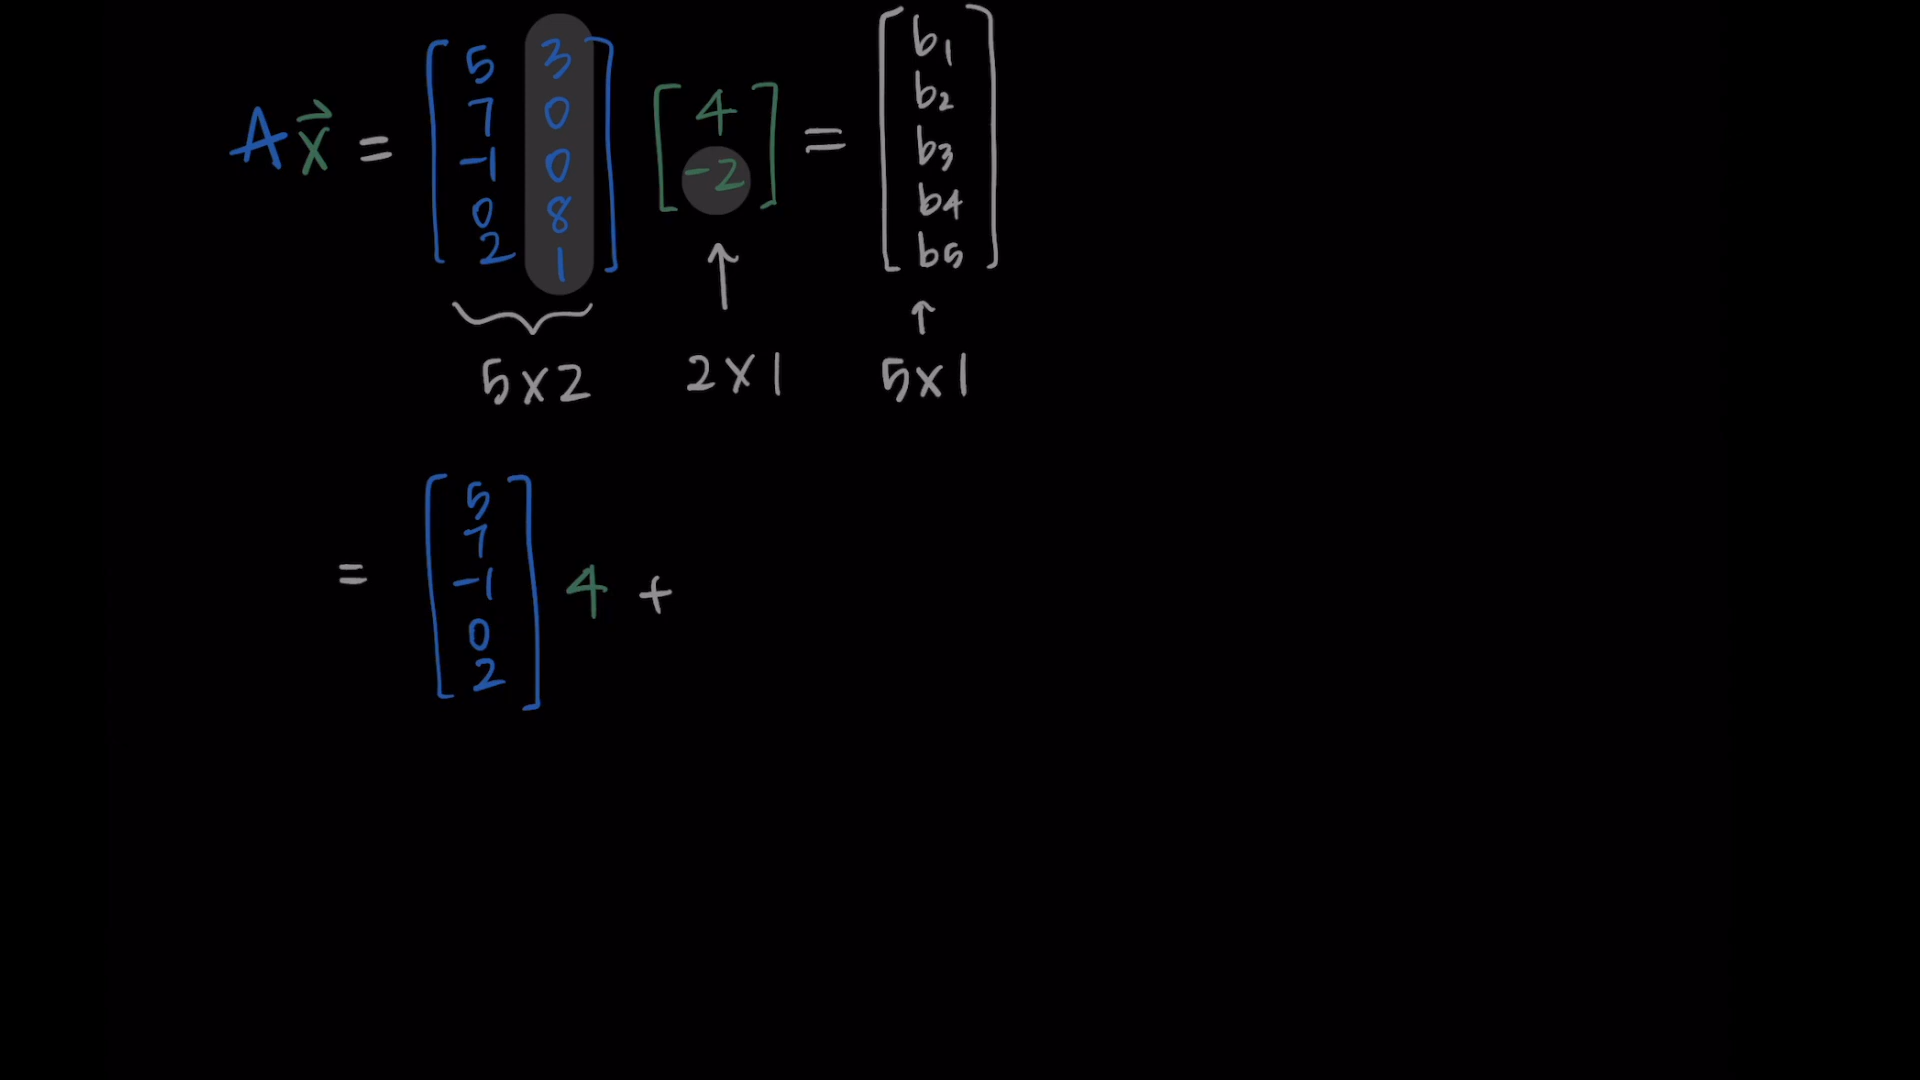 A x⃗ = [ 5 3 ] [ 4 ] = [ b1 ]
[ 7 0 ] [ -2 ] [ b2 ]
[ -1 0 ] [ b3 ]
[ 0 8 ] [ b4 ]
[ 2 1 ] [ b5 ]
↑ ↑
5x2 2x1 5x1
= [ 5 ] 4 +
[ 7 ]
[ -1 ]
[ 0 ]
[ 2 ]